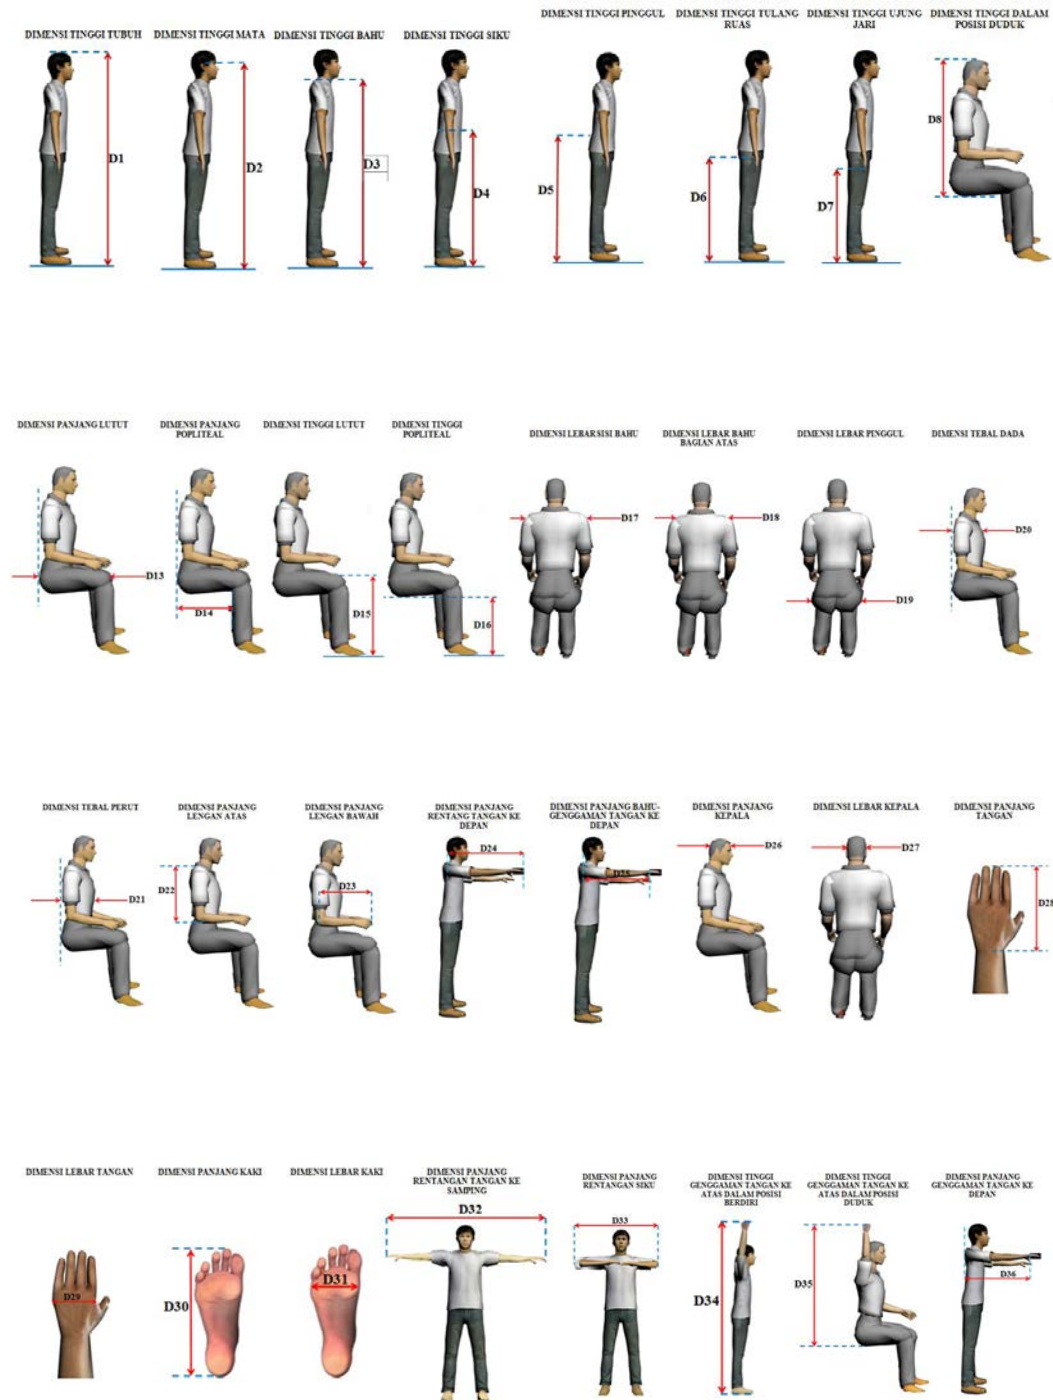 DIMENSI TINGGI TUBUH
D1
DIMENSI TINGGI MATA
D2
DIMENSI TINGGI BAHU
D3
DIMENSI TINGGI SIKU
D4
DIMENSI TINGGI PINGGUL
D5
DIMENSI TINGGI TULANG
RUAS
D6
DIMENSI TINGGI UJUNG
JARI
D7
DIMENSI TINGGI DALAM
POSISI DUDUK
D8
DIMENSI PANJANG LUTUT
D13
DIMENSI PANJANG
POPLITEAL
D14
DIMENSI TINGGI LUTUT
D15
DIMENSI TINGGI
POPLITEAL
D16
DIMENSI LEBAR SISI BAHU
D17
DIMENSI LEBAR BAHU
BAGIAN ATAS
D18
DIMENSI LEBAR PINGGUL
D19
DIMENSI TEBAL DADA
D20
DIMENSI TEBAL PERUT
D21
DIMENSI PANJANG
LENGAN ATAS
D22
DIMENSI PANJANG
LENGAN BAWAH
D23
DIMENSI PANJANG
RENTANG TANGAN KE
DEPAN
D24
DIMENSI PANJANG BAHU-
GENGGAMAN TANGAN KE
DEPAN
D25
DIMENSI PANJANG
KEPALA
D26
DIMENSI LEBAR KEPALA
D27
DIMENSI PANJANG
TANGAN
D28
DIMENSI LEBAR TANGAN
D29
DIMENSI PANJANG KAKI
D30
DIMENSI LEBAR KAKI
D31
DIMENSI PANJANG
RENTANGAN TANGAN KE
SAMPING
D32
DIMENSI PANJANG
RENTANGAN SIKU
D33
DIMENSI TINGGI
GENGGAMAN TANGAN KE
ATAS DALAM POSISI
BERDIRI
D34
DIMENSI TINGGI
GENGGAMAN TANGAN KE
ATAS DALAM POSISI
DUDUK
D35
DIMENSI PANJANG
GENGGAMAN TANGAN KE
DEPAN
D36